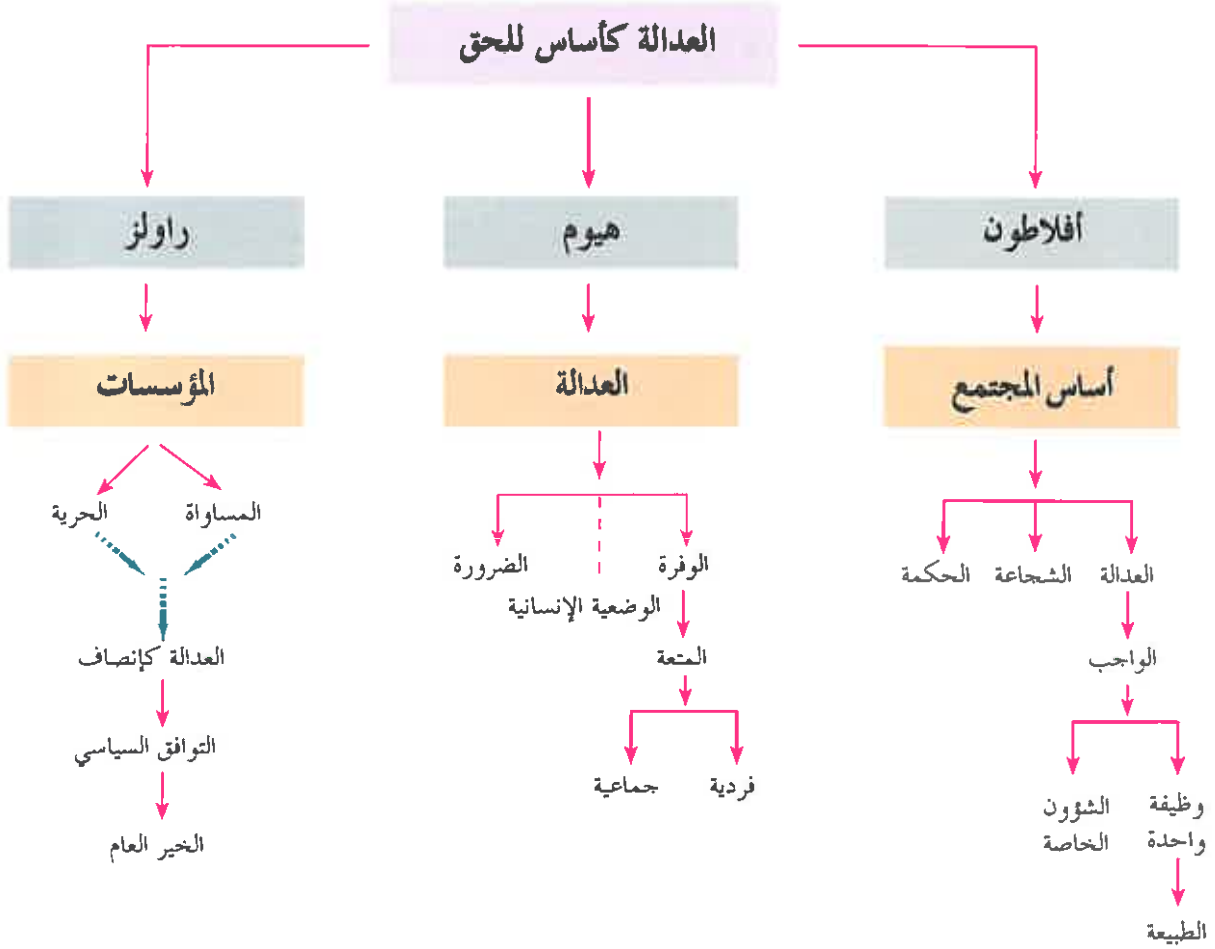 العدالة كأساس للحق
أفلاطون
هيوم
راولز
أساس المجتمع
العدالة
المؤسسات
العدالة
الشجاعة
الحكمة
الواجب
وظيفة
واحدة
الشؤون
الخاصة
الطبيعة
الوفرة
الضرورة
الوضعية الإنسانية
المتعة
فردية
جماعية
المساواة
الحرية
العدالة كإنصاف
التوافق السياسي
الخير العام